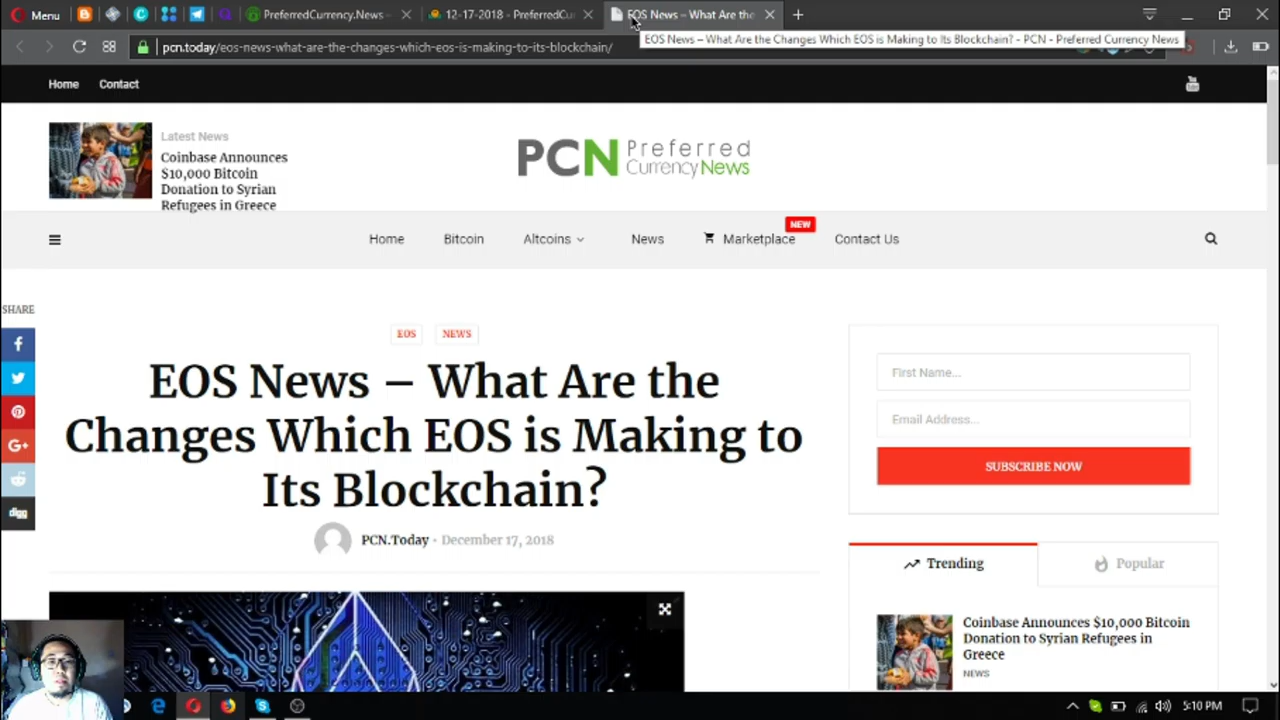 Menu
PreferredCurrency.News –
12-17-2018 - PreferredCu
EOS News – What Are the
pcn.today/eos-news-what-are-the-changes-which-eos-is-making-to-its-blockchain/
EOS News – What Are the Changes Which EOS is Making to Its Blockchain? - PCN - Preferred Currency News
Home Contact
You
Latest News
Coinbase Announces
$10,000 Bitcoin
Donation to Syrian
Refugees in Greece
PCN Preferred
Currency News
Home Bitcoin Altcoins News Marketplace NEW Contact Us
SHARE
EOS NEWS
EOS News – What Are the
Changes Which EOS is Making to
Its Blockchain?
PCN.Today • December 17, 2018
f
G+
digg
First Name...
Email Address...
SUBSCRIBE NOW
Trending Popular
Coinbase Announces $10,000 Bitcoin
Donation to Syrian Refugees in
Greece
NEWS
5:10 PM